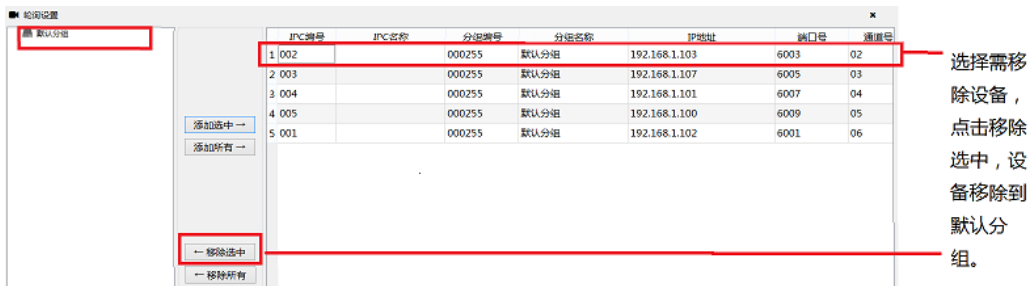 轮询设置
默认分组
IPC编号 IPC名称 分组编号 分组名称 IP地址 端口号 通道号
1 002 000255 默认分组 192.168.1.103 6003 02
2 003 000255 默认分组 192.168.1.107 6005 03
3 004 000255 默认分组 192.168.1.101 6007 04
4 005 000255 默认分组 192.168.1.100 6009 05
5 001 000255 默认分组 192.168.1.102 6001 06
添加选中→
添加所有→
←移除选中
←移除所有
选择需移
除设备，
点击移除
选中，设
备移除到
默认分
组。